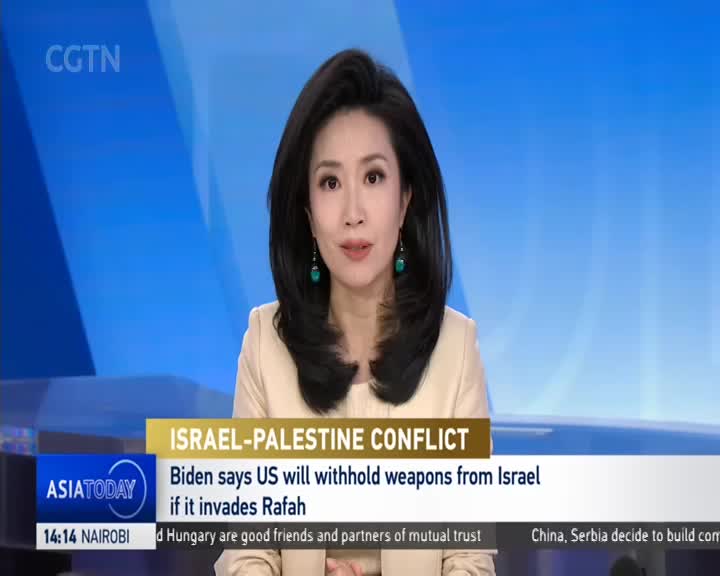 CGTN
ISRAEL-PALESTINE CONFLICT
Biden says US will withhold weapons from Israel
if it invades Rafah
ASIATODAY
14:14 NAIROBI
d Hungary are good friends and partners of mutual trust China, Serbia decide to build com